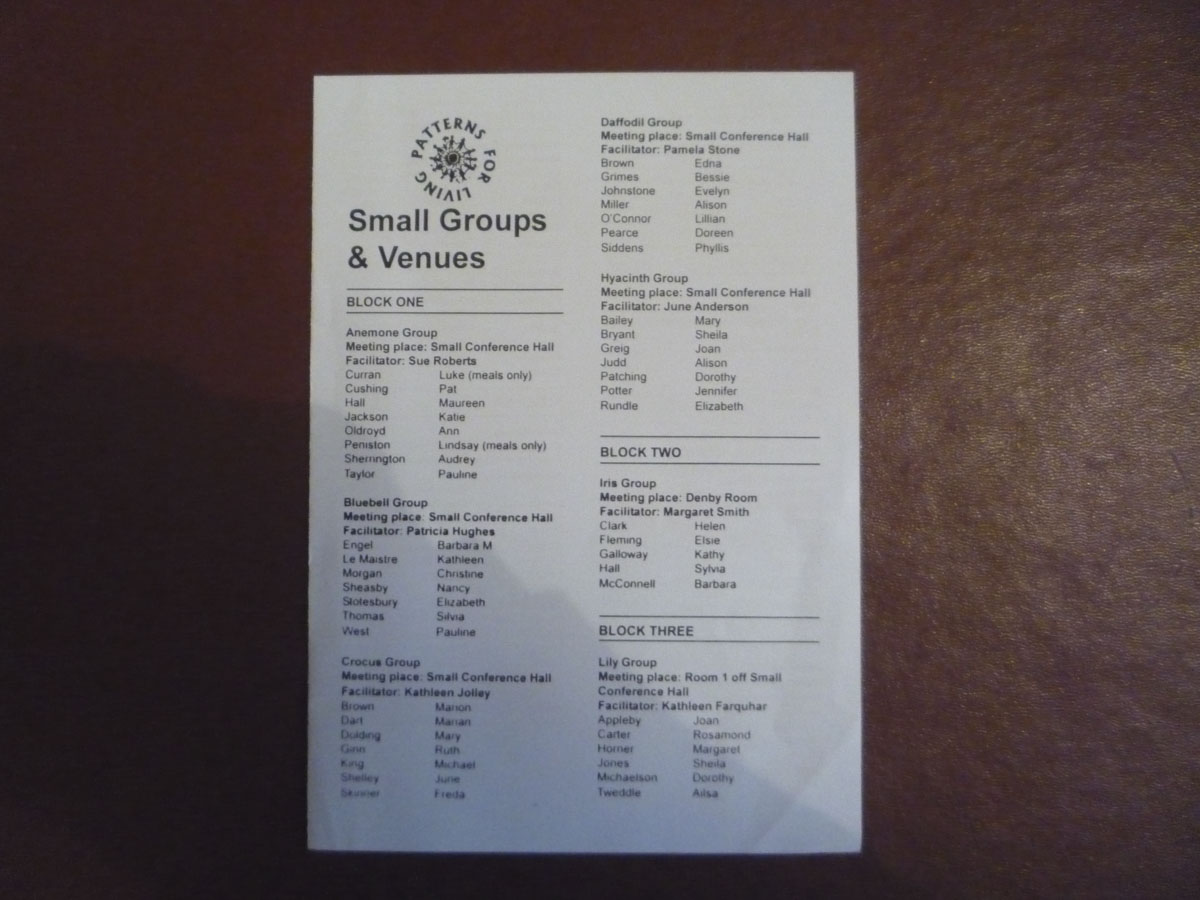 PATTERNS FOR LIVING
Small Groups
& Venues
BLOCK ONE
Anemone Group
Meeting place: Small Conference Hall
Facilitator: Sue Roberts
Curran Luke (meals only)
Cushing Pat
Hall Maureen
Jackson Katie
Oldroyd Ann
Peniston Lindsay (meals only)
Sherrington Audrey
Taylor Pauline
Bluebell Group
Meeting place: Small Conference Hall
Facilitator: Patricia Hughes
Engel Barbara M
Le Maistre Kathleen
Morgan Christine
Sheasby Nancy
Stotesbury Elizabeth
Thomas Silvia
West Pauline
Crocus Group
Meeting place: Small Conference Hall
Facilitator: Kathleen Jolley
Brown Marion
Dart Marian
Dolding Mary
Ginn Ruth
King Michael
Shelley June
Skinner Freda
Daffodil Group
Meeting place: Small Conference Hall
Facilitator: Pamela Stone
Brown Edna
Grimes Bessie
Johnstone Evelyn
Miller Alison
O'Connor Lillian
Pearce Doreen
Siddens Phyllis
Hyacinth Group
Meeting place: Small Conference Hall
Facilitator: June Anderson
Bailey Mary
Bryant Sheila
Greig Joan
Judd Alison
Patching Dorothy
Potter Jennifer
Rundle Elizabeth
BLOCK TWO
Iris Group
Meeting place: Denby Room
Facilitator: Margaret Smith
Clark Helen
Fleming Elsie
Galloway Kathy
Hall Sylvia
McConnell Barbara
BLOCK THREE
Lily Group
Meeting place: Room 1 off Small
Conference Hall
Facilitator: Kathleen Farquhar
Appleby Joan
Carter Rosamond
Horner Margaret
Jones Sheila
Michaelson Dorothy
Tweddle Ailsa